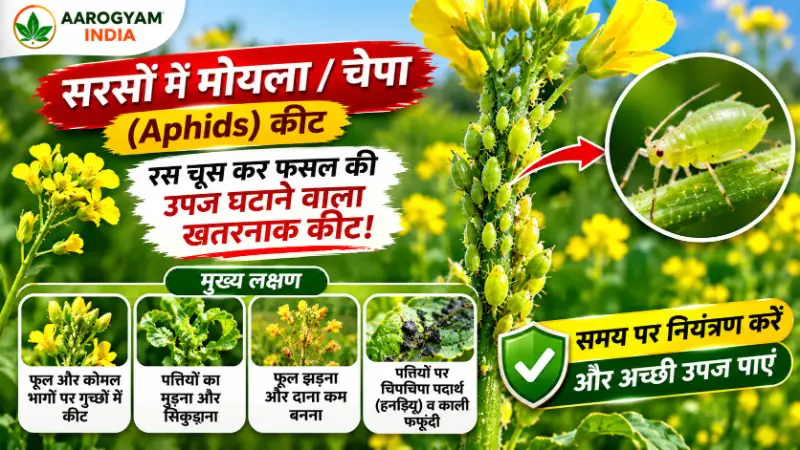 AAROGYAM
INDIA
सरसों में मोयला / चेपा
(Aphids) कीट
रस चूस कर फसल की
उपज घटाने वाला
खतरनाक कीट!
मुख्य लक्षण
फूल और कोमल
भागों पर गुच्छों में
कीट
पत्तियों का
मुड़ना और
सिकुड़ाना
फूल झड़ना
और दाना कम
बनना
पत्तियों पर
चिपचिपा पदार्थ
(हनड्यिू) व काली
फफूंदी
समय पर नियंत्रण करें
और अच्छी उपज पाएं